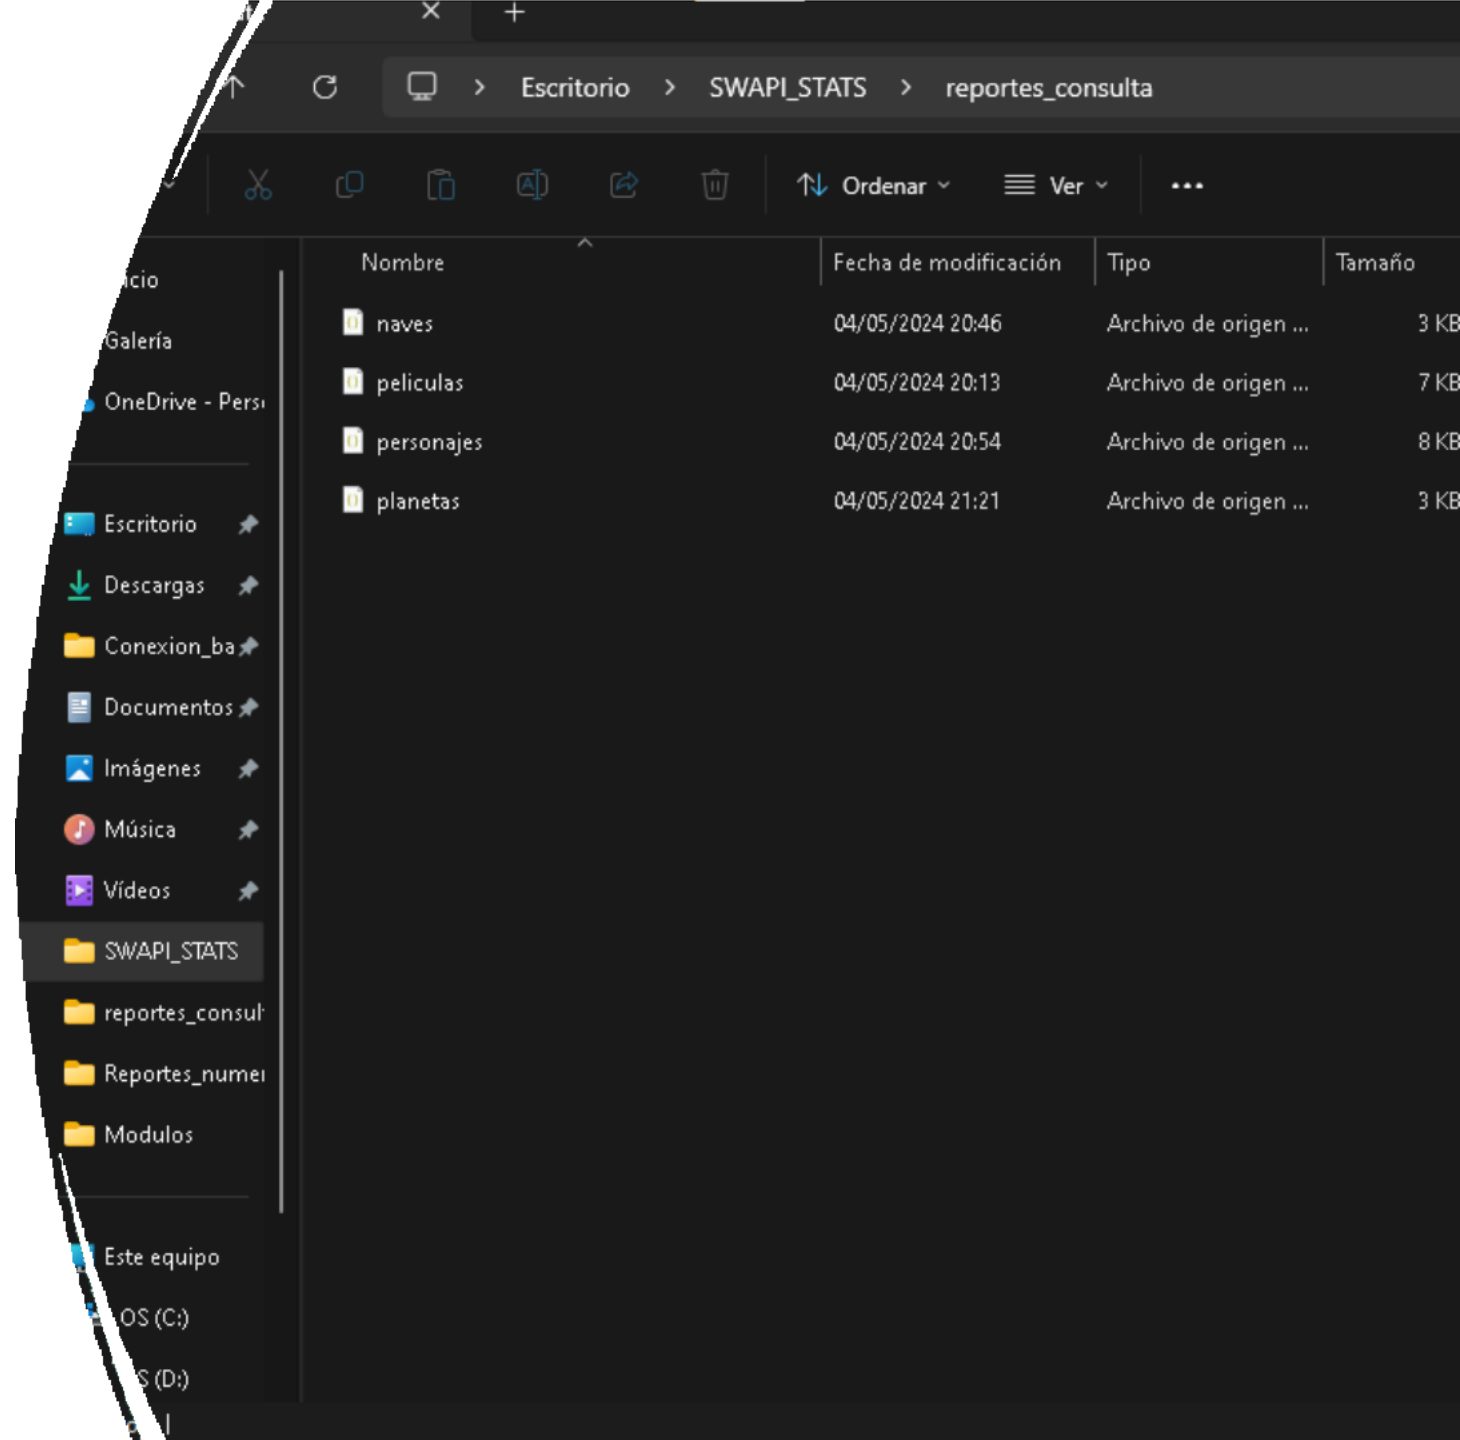 Escritorio > SWAPI_STATS > reportes_consulta
Ordenar Ver
Nombre Fecha de modificación Tipo Tamaño
naves 04/05/2024 20:46 Archivo de origen ... 3 KB
peliculas 04/05/2024 20:13 Archivo de origen ... 7 KB
personajes 04/05/2024 20:54 Archivo de origen ... 8 KB
planetas 04/05/2024 21:21 Archivo de origen ... 3 KB
icio
Galería
OneDrive - Pers
Escritorio
Descargas
Conexion_ba
Documentos
Imágenes
Música
Vídeos
SWAPI_STATS
reportes_consul
Reportes_numer
Modulos
Este equipo
OS (C:)
S (D:)